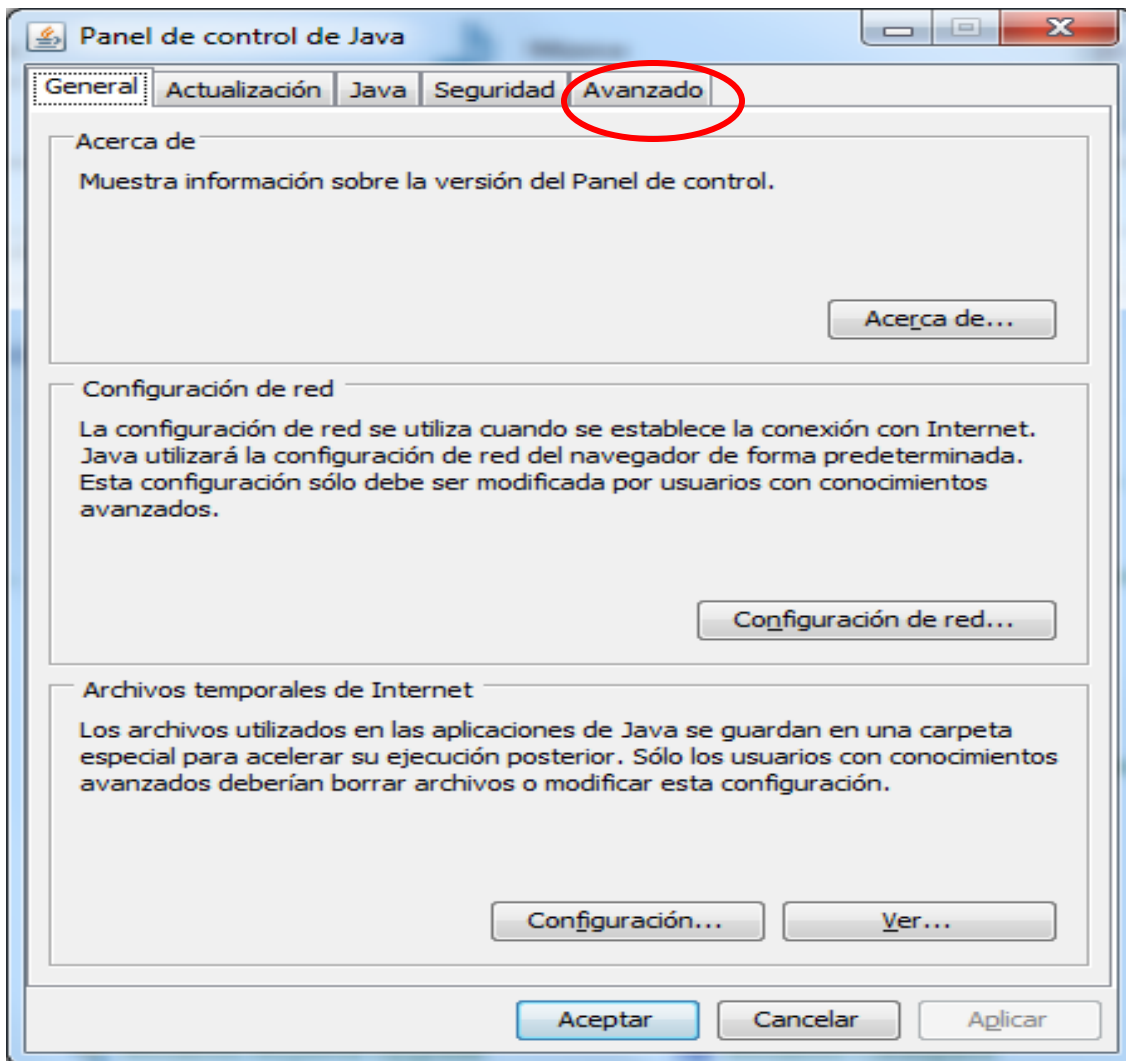 Panel de control de Java
General Actualización Java Seguridad Avanzado
Acerca de
Muestra información sobre la versión del Panel de control.
Acerca de...
Configuración de red
La configuración de red se utiliza cuando se establece la conexión con Internet.
Java utilizará la configuración de red del navegador de forma predeterminada.
Esta configuración sólo debe ser modificada por usuarios con conocimientos
avanzados.
Configuración de red...
Archivos temporales de Internet
Los archivos utilizados en las aplicaciones de Java se guardan en una carpeta
especial para acelerar su ejecución posterior. Sólo los usuarios con conocimientos
avanzados deberían borrar archivos o modificar esta configuración.
Configuración... Ver...
Aceptar Cancelar Aplicar